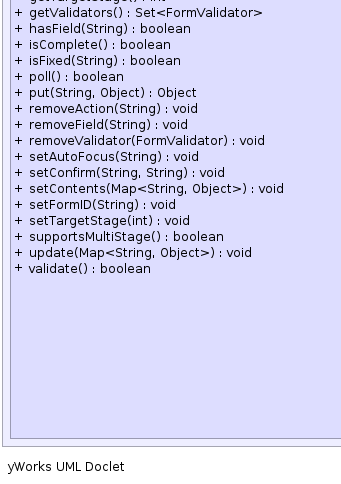 getTargetStage() : int
+ getValidators() : Set<FormValidator>
+ hasField(String) : boolean
+ isComplete() : boolean
+ isFixed(String) : boolean
+ poll() : boolean
+ put(String, Object) : Object
+ removeAction(String) : void
+ removeField(String) : void
+ removeValidator(FormValidator) : void
+ setAutoFocus(String) : void
+ setConfirm(String, String) : void
+ setContents(Map<String, Object>) : void
+ setFormID(String) : void
+ setTargetStage(int) : void
+ supportsMultiStage() : boolean
+ update(Map<String, Object>) : void
+ validate() : boolean
yWorks UML Doclet